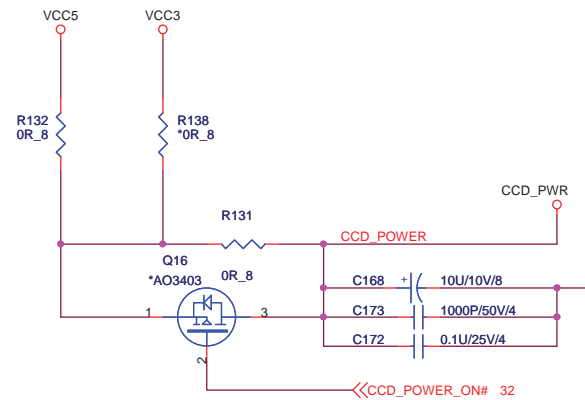 VCC5
VCC3
R132
0R_8
R138
*0R_8
CCD_PWR
R131
CCD_POWER
Q16
*AO3403
0R_8
C168
+
10U/10V/8
C173
1000P/50V/4
C172
0.1U/25V/4
1
3
2
CCD_POWER_ON# 32